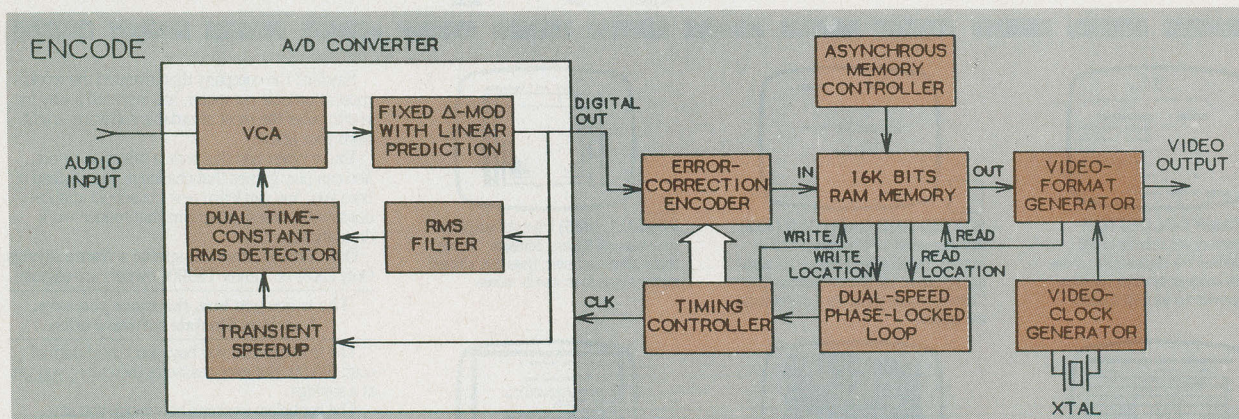 ENCODE
A/D CONVERTER
AUDIO
INPUT
VCA
FIXED Δ-MOD
WITH LINEAR
PREDICTION
DUAL TIME-
CONSTANT
RMS DETECTOR
RMS
FILTER
TRANSIENT
SPEEDUP
DIGITAL
OUT
ERROR-
CORRECTION
ENCODER
CLK
TIMING
CONTROLLER
ASYNCHROUS
MEMORY
CONTROLLER
IN
16K BITS
RAM MEMORY
OUT
WRITE
WRITE
LOCATION
READ
READ
LOCATION
DUAL-SPEED
PHASE-LOCKED
LOOP
VIDEO-
FORMAT
GENERATOR
VIDEO
OUTPUT
VIDEO-
CLOCK
GENERATOR
XTAL